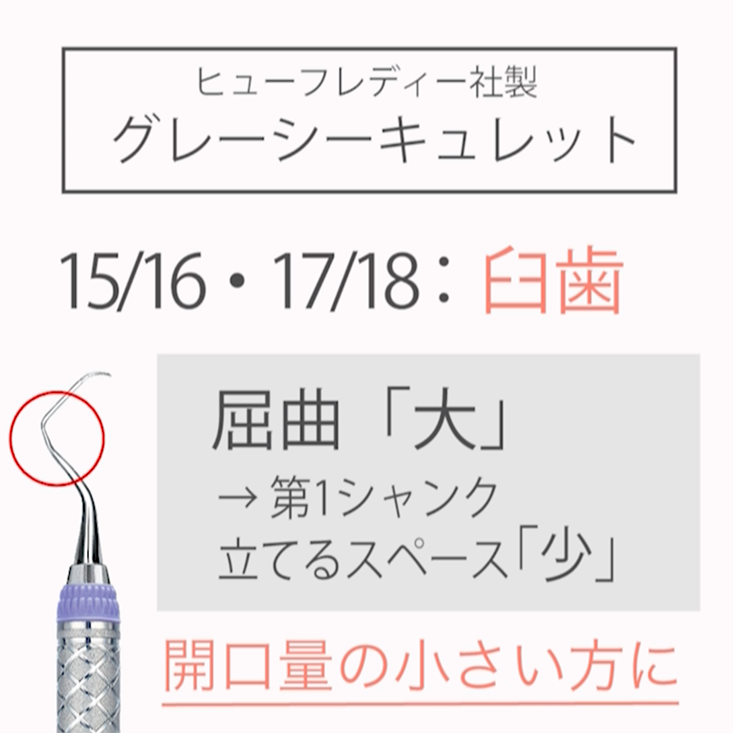 ヒューフレディー社製
グレーシーキュレット
15/16・17/18：臼歯
屈曲「大」
→ 第1シャンク
立てるスペース「少」
開口量の小さい方に